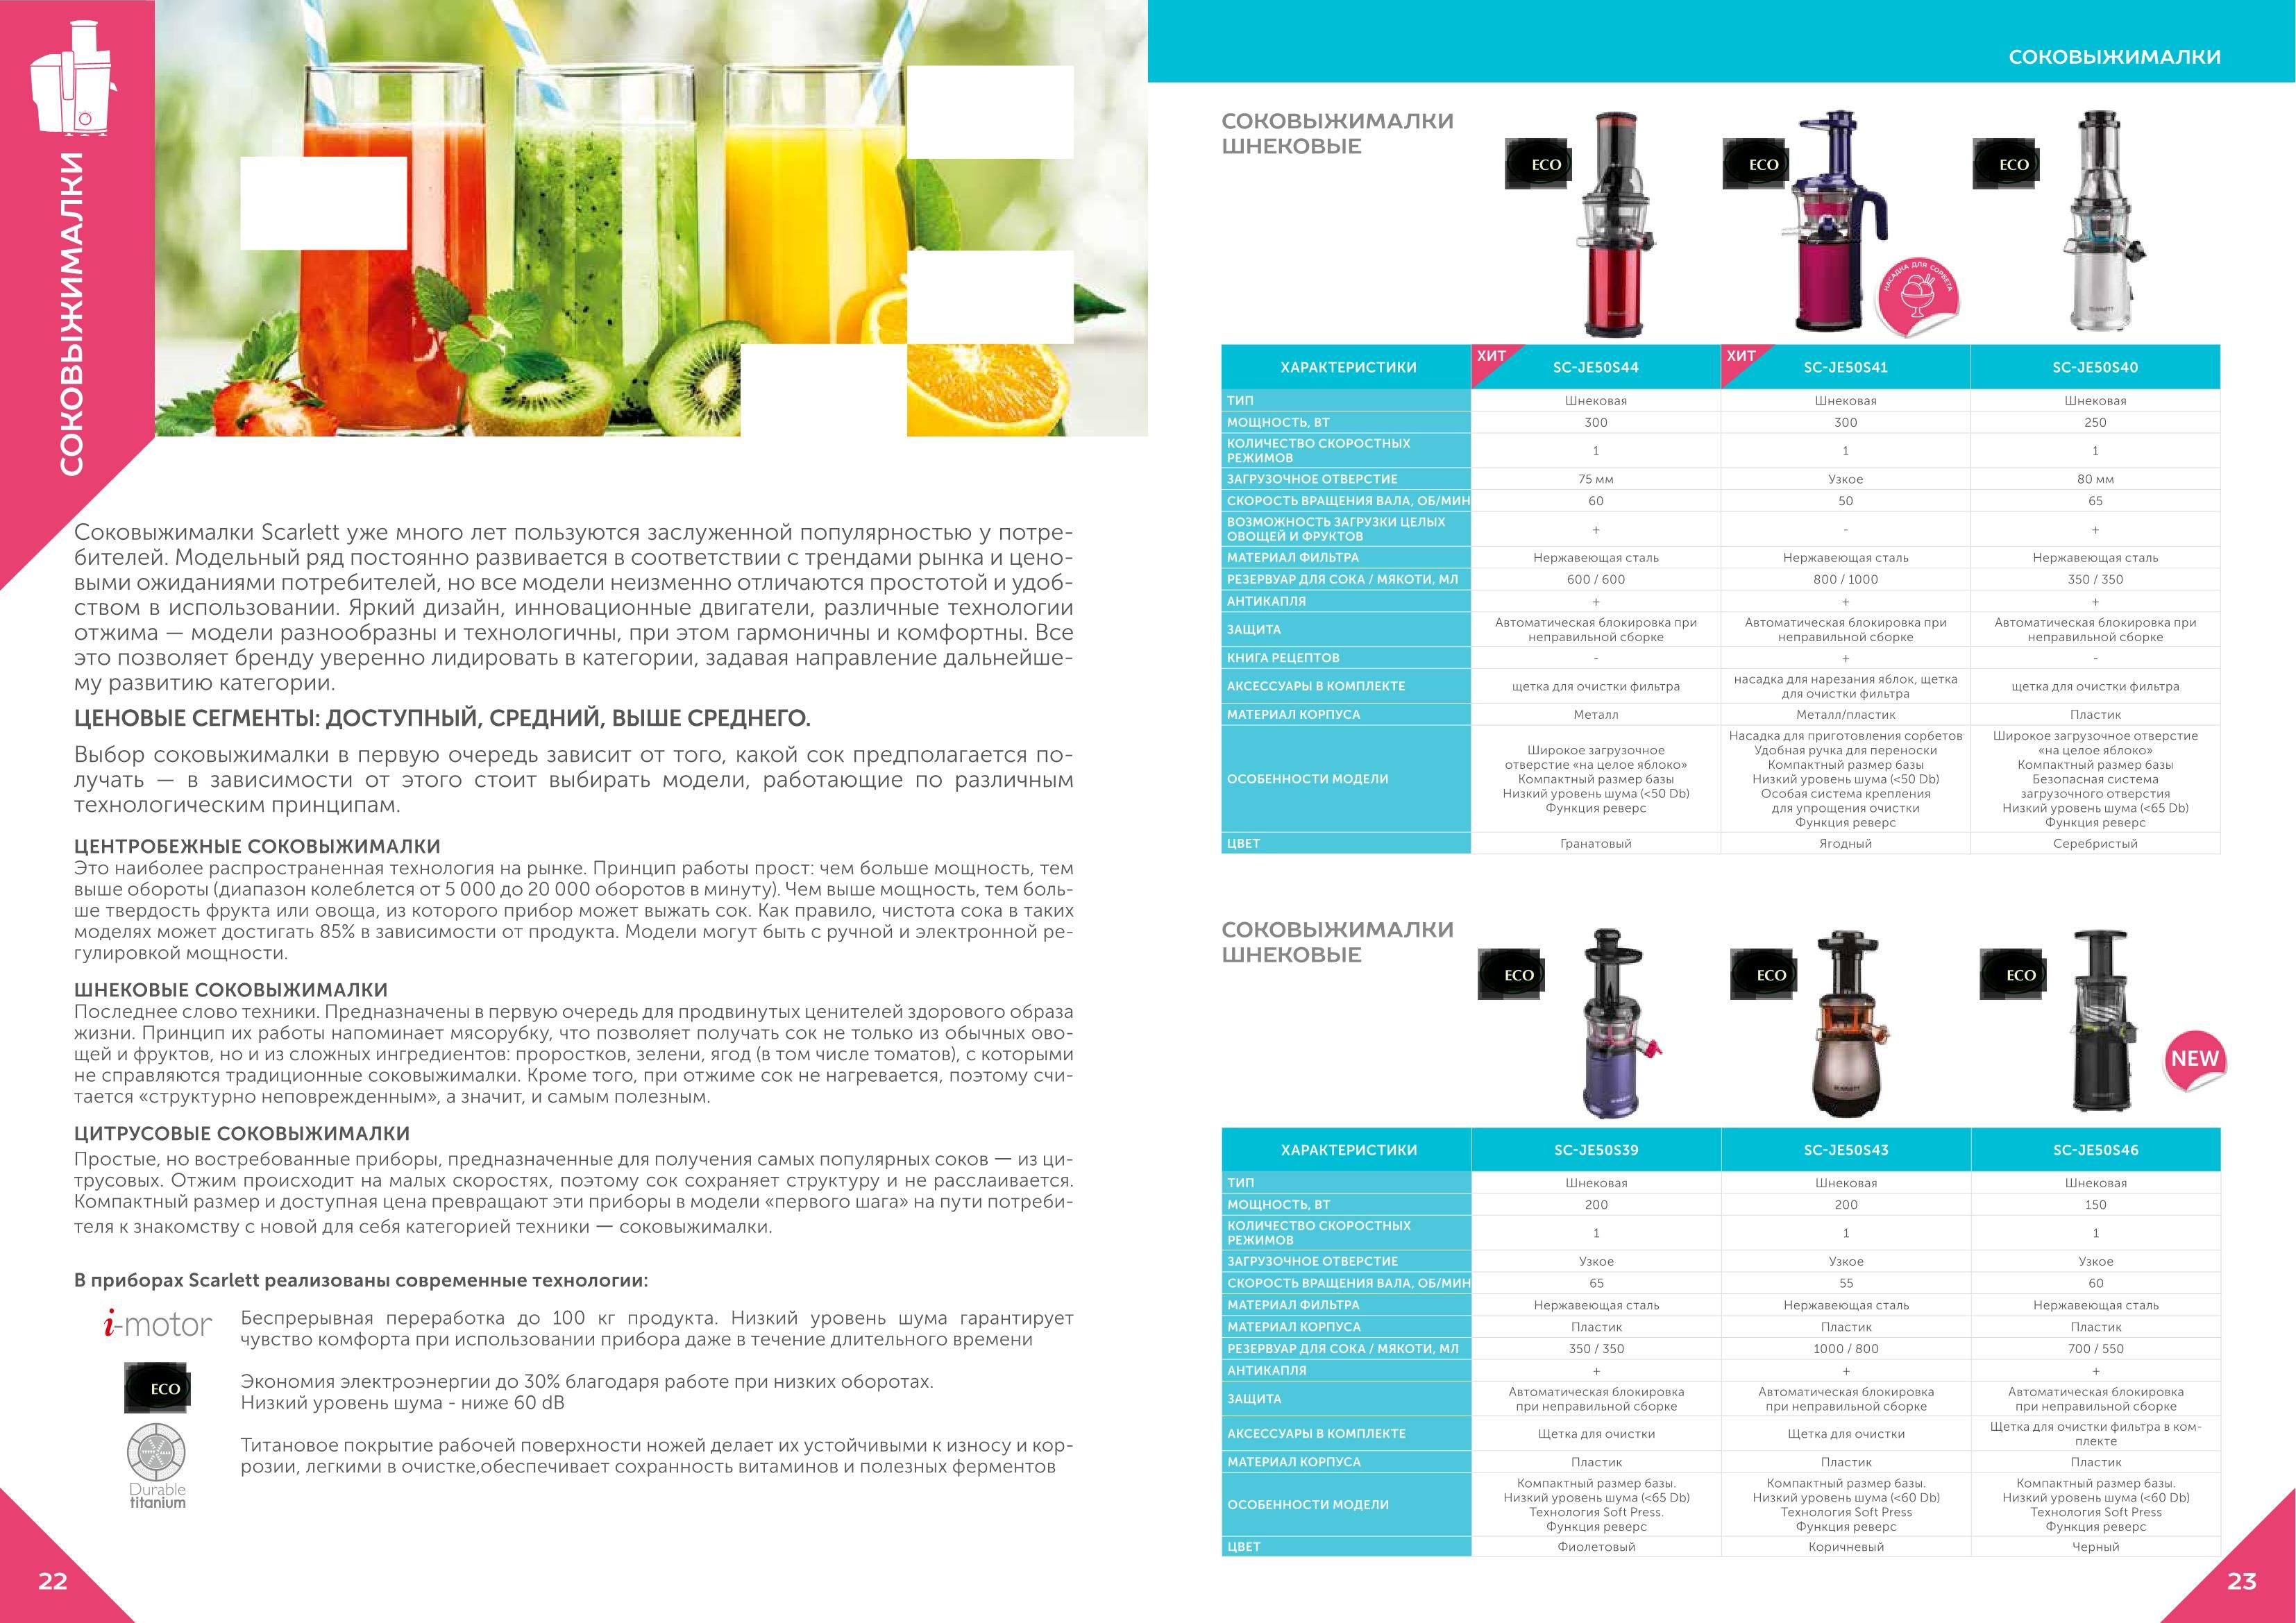 СОКОВЫЖИМАЛКИ
Соковыжималки Scarlett уже много лет пользуются заслуженной популярностью у потре-
бителей. Модельный ряд постоянно развивается в соответствии с трендами рынка и цено-
выми ожиданиями потребителей, но все модели неизменно отличаются простотой и удоб-
ством в использовании. Яркий дизайн, инновационные двигатели, различные технологии
отжима — модели разнообразны и технологичны, при этом гармоничны и комфортны. Все
это позволяет бренду уверенно лидировать в категории, задавая направление дальнейше-
му развитию категории.
ЦЕНОВЫЕ СЕГМЕНТЫ: ДОСТУПНЫЙ, СРЕДНИЙ, ВЫШЕ СРЕДНЕГО.
Выбор соковыжималки в первую очередь зависит от того, какой сок предполагается по-
лучать — в зависимости от этого стоит выбирать модели, работающие по различным
технологическим принципам.
ЦЕНТРОБЕЖНЫЕ СОКОВЫЖИМАЛКИ
Это наиболее распространенная технология на рынке. Принцип работы прост: чем больше мощность, тем
выше обороты (диапазон колеблется от 5 000 до 20 000 оборотов в минуту). Чем выше мощность, тем боль-
ше твердость фрукта или овоща, из которого прибор может выжать сок. Как правило, чистота сока в таких
моделях может достигать 85% в зависимости от продукта. Модели могут быть с ручной и электронной ре-
гулировкой мощности.
ШНЕКОВЫЕ СОКОВЫЖИМАЛКИ
Последнее слово техники. Предназначены в первую очередь для продвинутых ценителей здорового образа
жизни. Принцип их работы напоминает мясорубку, что позволяет получать сок не только из обычных ово-
щей и фруктов, но и из сложных ингредиентов: проростков, зелени, ягод (в том числе томатов), с которыми
не справляются традиционные соковыжималки. Кроме того, при отжиме сок не нагревается, поэтому счи-
тается «структурно неповрежденным», а значит, и самым полезным.
ЦИТРУСОВЫЕ СОКОВЫЖИМАЛКИ
Простые, но востребованные приборы, предназначенные для получения самых популярных соков — из ци-
трусовых. Отжим происходит на малых скоростях, поэтому сок сохраняет структуру и не расслаивается.
Компактный размер и доступная цена превращают эти приборы в модели «первого шага» на пути потреби-
теля к знакомству с новой для себя категорией техники — соковыжималки.
В приборах Scarlett реализованы современные технологии:
i-motor
Беспрерывная переработка до 100 кг продукта. Низкий уровень шума гарантирует
чувство комфорта при использовании прибора даже в течение длительного времени
ECO
Экономия электроэнергии до 30% благодаря работе при низких оборотах.
Низкий уровень шума - ниже 60 dB
Durable
titanium
Титановое покрытие рабочей поверхности ножей делает их устойчивыми к износу и кор-
розии, легкими в очистке,обеспечивает сохранность витаминов и полезных ферментов
22
СОКОВЫЖИМАЛКИ
СОКОВЫЖИМАЛКИ
ШНЕКОВЫЕ
ECO ECO ECO
НАСАДКА ДЛЯ СОРБЕТА
ХАРАКТЕРИСТИКИ ХИТ SC-JE50S44 ХИТ SC-JE50S41 SC-JE50S40
ТИП Шнековая Шнековая Шнековая
МОЩНОСТЬ, ВТ 300 300 250
КОЛИЧЕСТВО СКОРОСТНЫХ
РЕЖИМОВ 1 1 1
ЗАГРУЗОЧНОЕ ОТВЕРСТИЕ 75 мм Узкое 80 мм
СКОРОСТЬ ВРАЩЕНИЯ ВАЛА, ОБ/МИН 60 50 65
ВОЗМОЖНОСТЬ ЗАГРУЗКИ ЦЕЛЫХ
ОВОЩЕЙ И ФРУКТОВ + - +
МАТЕРИАЛ ФИЛЬТРА Нержавеющая сталь Нержавеющая сталь Нержавеющая сталь
РЕЗЕРВУАР ДЛЯ СОКА / МЯКОТИ, МЛ 600 / 600 800 / 1000 350 / 350
АНТИКАПЛЯ + + +
ЗАЩИТА Автоматическая блокировка при Автоматическая блокировка при Автоматическая блокировка при
неправильной сборке неправильной сборке неправильной сборке
КНИГА РЕЦЕПТОВ - + -
АКСЕССУАРЫ В КОМПЛЕКТЕ щетка для очистки фильтра насадка для нарезания яблок, щетка щетка для очистки фильтра
для очистки фильтра
МАТЕРИАЛ КОРПУСА Металл Металл/пластик Пластик
ОСОБЕННОСТИ МОДЕЛИ
Широкое загрузочное
отверстие «на целое яблоко»
Компактный размер базы
Низкий уровень шума (<50 Db)
Функция реверс
Насадка для приготовления сорбетов
Удобная ручка для переноски
Компактный размер базы
Низкий уровень шума (<50 Db)
Особая система крепления
для упрощения очистки
Функция реверс
Широкое загрузочное отверстие
«на целое яблоко»
Компактный размер базы
Безопасная система
загрузочного отверстия
Низкий уровень шума (<65 Db)
Функция реверс
ЦВЕТ Гранатовый Ягодный Серебристый
СОКОВЫЖИМАЛКИ
ШНЕКОВЫЕ
ECO ECO ECO
NEW
ХАРАКТЕРИСТИКИ SC-JE50S39 SC-JE50S43 SC-JE50S46
ТИП Шнековая Шнековая Шнековая
МОЩНОСТЬ, ВТ 200 200 150
КОЛИЧЕСТВО СКОРОСТНЫХ
РЕЖИМОВ 1 1 1
ЗАГРУЗОЧНОЕ ОТВЕРСТИЕ Узкое Узкое Узкое
СКОРОСТЬ ВРАЩЕНИЯ ВАЛА, ОБ/МИН 65 55 60
МАТЕРИАЛ ФИЛЬТРА Нержавеющая сталь Нержавеющая сталь Нержавеющая сталь
МАТЕРИАЛ КОРПУСА Пластик Пластик Пластик
РЕЗЕРВУАР ДЛЯ СОКА / МЯКОТИ, МЛ 350 / 350 1000 / 800 700 / 550
АНТИКАПЛЯ + + +
ЗАЩИТА Автоматическая блокировка Автоматическая блокировка Автоматическая блокировка
при неправильной сборке при неправильной сборке при неправильной сборке
АКСЕССУАРЫ В КОМПЛЕКТЕ Щетка для очистки Щетка для очистки Щетка для очистки фильтра в ком-
плекте
МАТЕРИАЛ КОРПУСА Пластик Пластик Пластик
ОСОБЕННОСТИ МОДЕЛИ
Компактный размер базы.
Низкий уровень шума (<65 Db)
Технология Soft Press.
Функция реверс
Компактный размер базы.
Низкий уровень шума (<60 Db)
Технология Soft Press
Функция реверс
Компактный размер базы.
Низкий уровень шума (<60 Db)
Технология Soft Press
Функция реверс
ЦВЕТ Фиолетовый Коричневый Черный
23